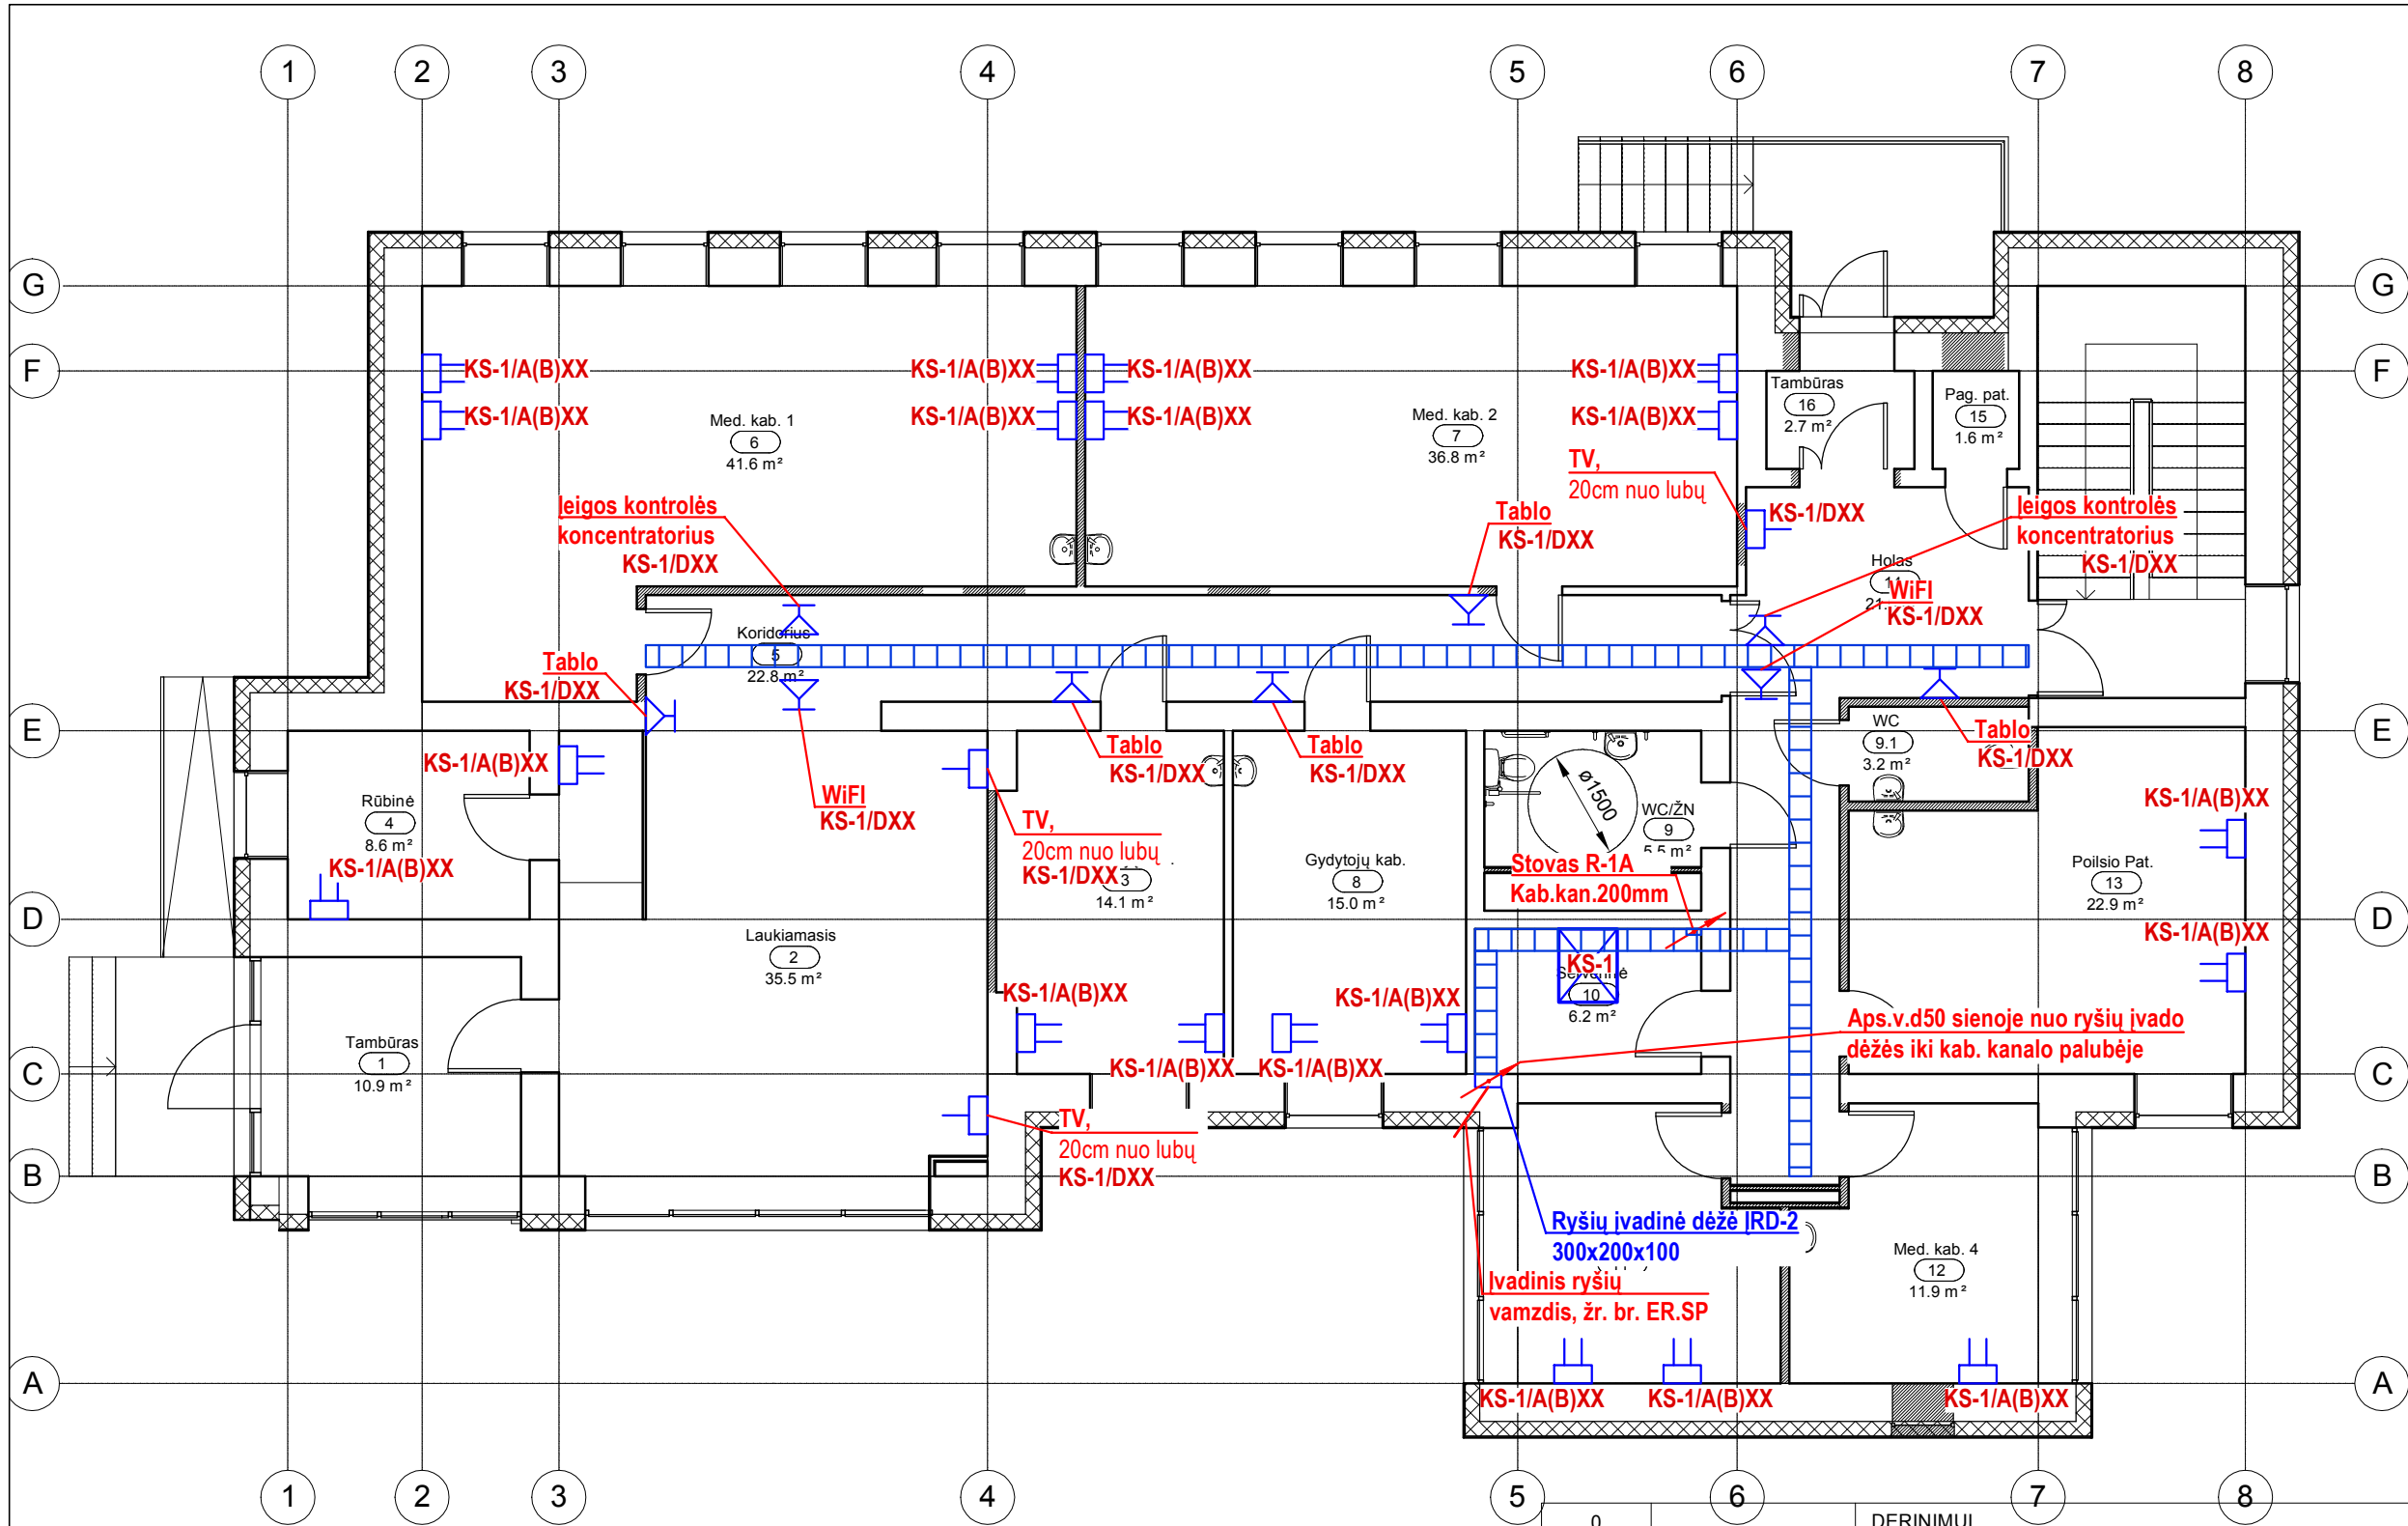 1 2 3 4 5 6 7 8
G G
F F
KS-1/A(B)XX KS-1/A(B)XX KS-1/A(B)XX KS-1/A(B)XX
KS-1/A(B)XX KS-1/A(B)XX KS-1/A(B)XX KS-1/A(B)XX
Med. kab. 1
6
41.6 m²
Med. kab. 2
7
36.8 m²
Tambūras
16
2.7 m²
Pag. pat.
15
1.6 m²
TV,
20cm nuo lubų
KS-1/DXX
Įeigos kontrolės
koncentratorius
KS-1/DXX
Tablo
KS-1/DXX
Įeigos kontrolės
koncentratorius
KS-1/DXX
Holas
WiFI
KS-1/DXX
Koridorius
5
22.8 m²
Tablo
KS-1/DXX
E E
Tablo
KS-1/DXX
Tablo
KS-1/DXX
WC
9.1
3.2 m²
Tablo
KS-1/DXX
KS-1/A(B)XX
WiFI
KS-1/DXX
Rūbinė
4
8.6 m²
KS-1/A(B)XX
TV,
20cm nuo lubų
KS-1/DXX
3
14.1 m²
Gydytojų kab.
8
15.0 m²
ø1500
WC/ŽN
9
5.5 m²
Stovas R-1A
Kab.kan.200mm
KS-1/A(B)XX
Poilsio Pat.
13
22.9 m²
KS-1/A(B)XX
D D
Laukiamasis
2
35.5 m²
KS-1
Serverinė
10
6.2 m²
KS-1/A(B)XX KS-1/A(B)XX
KS-1/A(B)XX KS-1/A(B)XX
Aps.v.d50 sienoje nuo ryšių įvado
dėžės iki kab. kanalo palubėje
Tambūras
1
10.9 m²
C C
TV,
20cm nuo lubų
KS-1/DXX
B B
Ryšių įvadinė dėžė ĮRD-2
300x200x100
Įvadinis ryšių
vamzdis, žr. br. ER.SP
Med. kab. 4
12
11.9 m²
A A
KS-1/A(B)XX KS-1/A(B)XX KS-1/A(B)XX
1 2 3 4 5 6 7 8
0 DERINIMUI